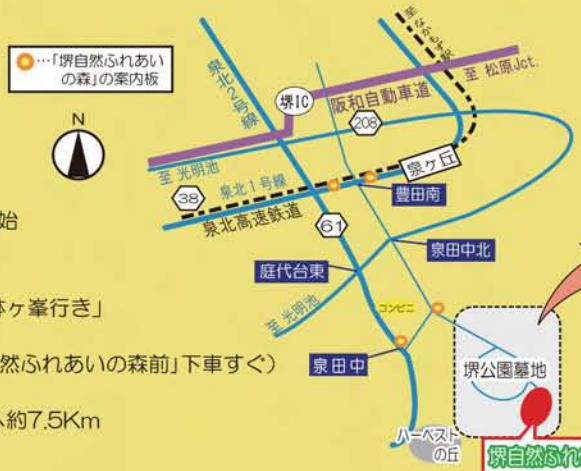 …「堺自然ふれあい
の森」の案内板
N
始
ヶ峯行き」
然ふれあいの森前」下車すぐ）
約7.5Km
至 なかもず駅
泉北2号線
至 松原Jct.
堺IC
阪和自動車道
208
至 光明池
泉ヶ丘
泉北1号線
38
豊田南
泉北高速鉄道
61
泉田中北
庭代台東
至 光明池
コンビニ
泉田中
堺公園墓地
ハーベスト
の丘
堺自然ふれ